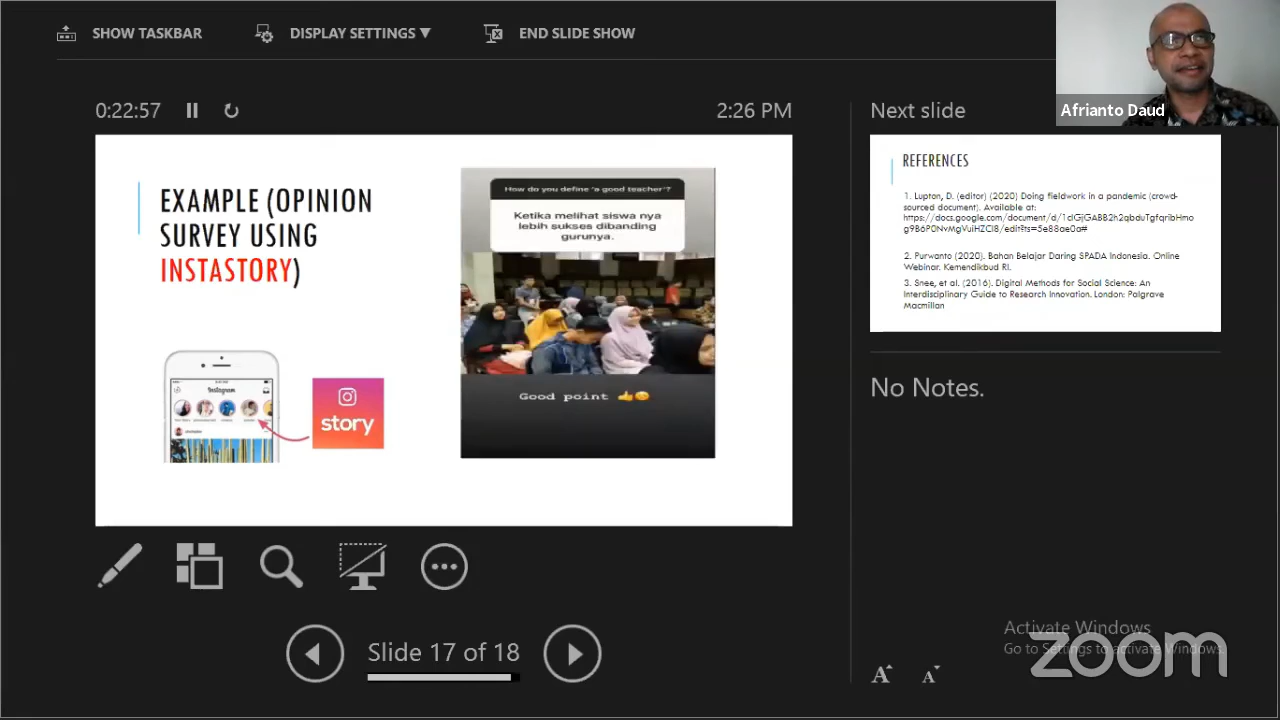 SHOW TASKBAR
DISPLAY SETTINGS ▼
END SLIDE SHOW
Afrianto Daud
0:22:57
2:26 PM
Next slide
EXAMPLE (OPINION
SURVEY USING
INSTASTORY)
Instagram
story
How do you define 'a good teacher'?
Ketika melihat siswa nya
lebih sukses dibanding
gurunya.
Good point 👍😊
REFERENCES
1. Lupton, D. (editor) (2020) Doing fieldwork in a pandemic (crowd-
sourced document). Available at:
2. Purwanto (2020). Bahan Belajar Daring SPADA Indonesia. Online
Webinar. Kemendikbud RI.
3. Snee, et al. (2016). Digital Methods for Social Science: An
Interdisciplinary Guide to Research Innovation. London: Palgrave
Macmillan
No Notes.
Slide 17 of 18
Activate Windows
Go to Settings to activate Windows.
zoom
A A